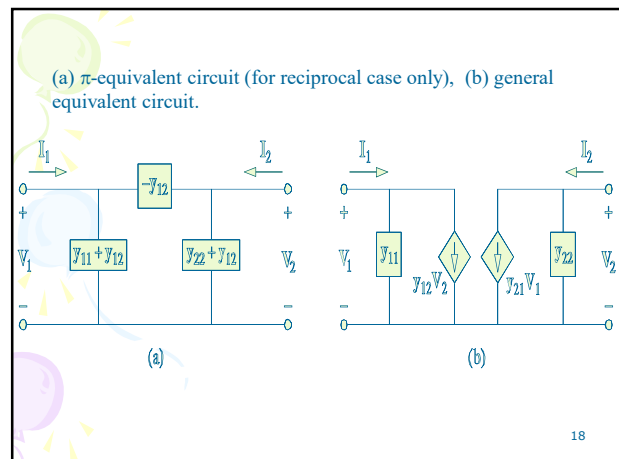 (a) π-equivalent circuit (for reciprocal case only), (b) general
equivalent circuit.
I₁
I₂
−y₁₂
+
+
V₁
y₁₁ + y₁₂
y₂₂ + y₁₂
V₂
−
−
(a)
I₁
I₂
+
+
V₁
y₁₁
y₁₂V₂
y₂₁V₁
y₂₂
V₂
−
−
(b)
18